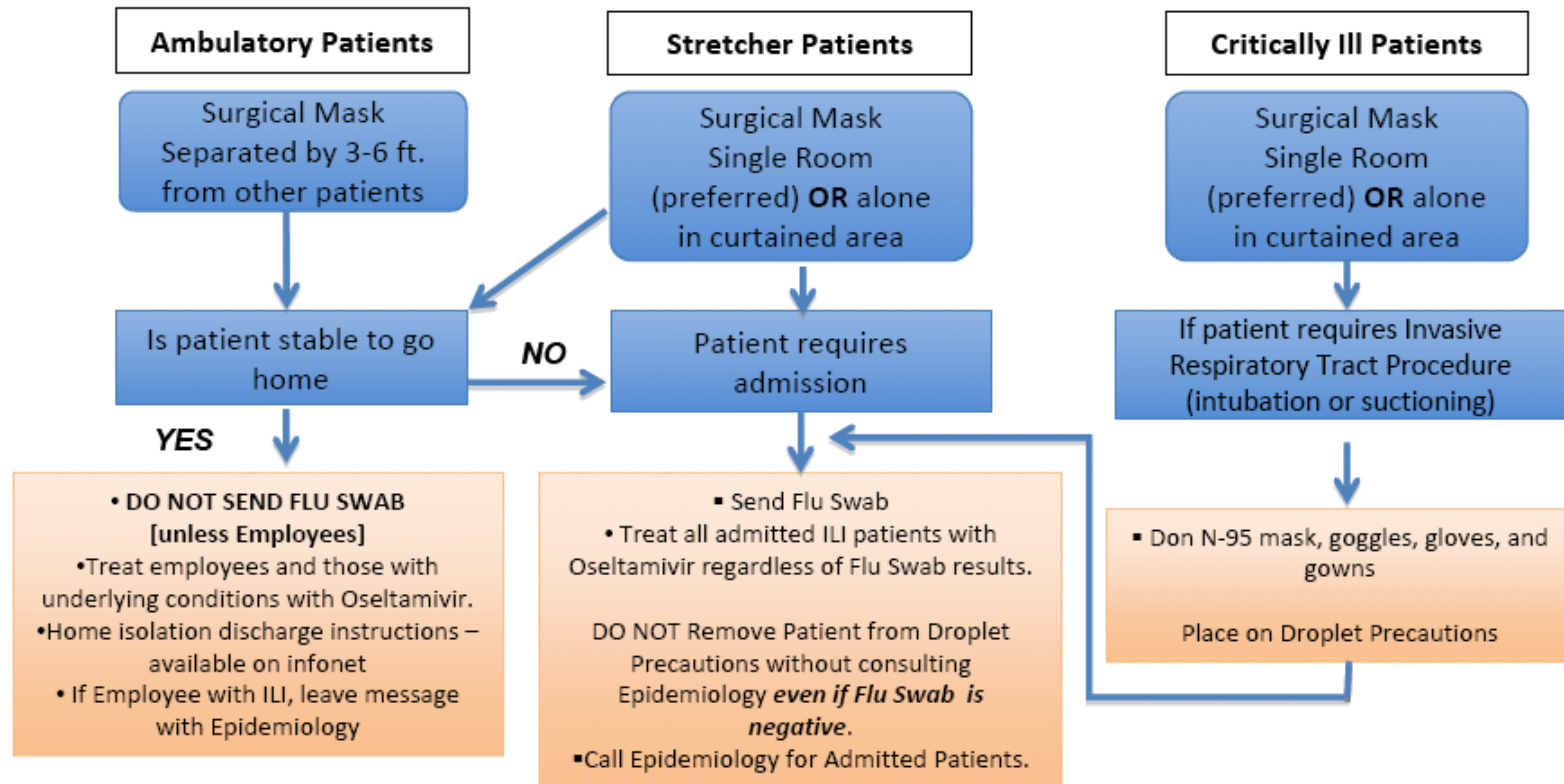 Ambulatory Patients
Surgical Mask
Separated by 3-6 ft.
from other patients
Is patient stable to go
home
NO
YES
• DO NOT SEND FLU SWAB
[unless Employees]
•Treat employees and those with
underlying conditions with Oseltamivir.
•Home isolation discharge instructions –
available on infonet
• If Employee with ILI, leave message
with Epidemiology
Stretcher Patients
Surgical Mask
Single Room
(preferred) OR alone
in curtained area
Patient requires
admission
▪ Send Flu Swab
• Treat all admitted ILI patients with
Oseltamivir regardless of Flu Swab results.
DO NOT Remove Patient from Droplet
Precautions without consulting
Epidemiology even if Flu Swab is
negative.
▪Call Epidemiology for Admitted Patients.
Critically Ill Patients
Surgical Mask
Single Room
(preferred) OR alone
in curtained area
If patient requires Invasive
Respiratory Tract Procedure
(intubation or suctioning)
▪ Don N-95 mask, goggles, gloves, and
gowns
Place on Droplet Precautions